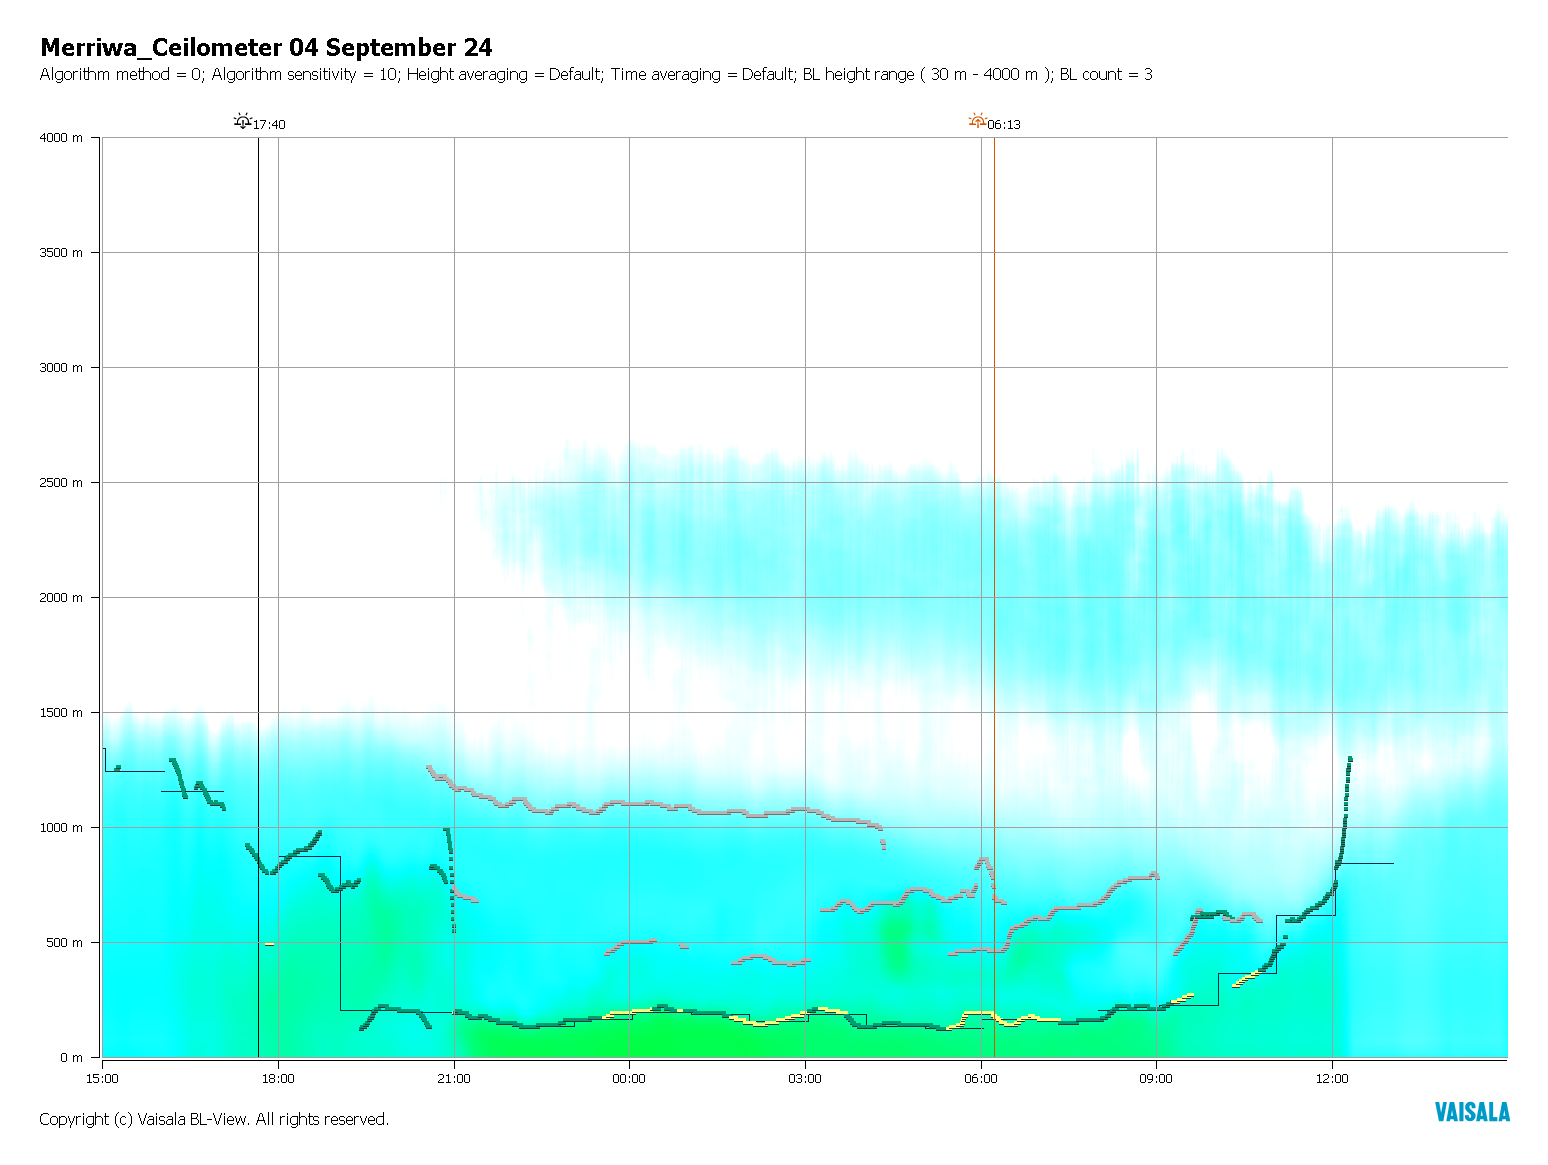 Merriwa_Ceilometer 04 September 24
Algorithm method = 0; Algorithm sensitivity = 10; Height averaging = Default; Time averaging = Default; BL height range ( 30 m - 4000 m ); BL count = 3
17:40
06:13
4000 m
3500 m
3000 m
2500 m
2000 m
1500 m
1000 m
500 m
0 m
15:00 18:00 21:00 00:00 03:00 06:00 09:00 12:00
Copyright (c) Vaisala BL-View. All rights reserved.
VAISALA